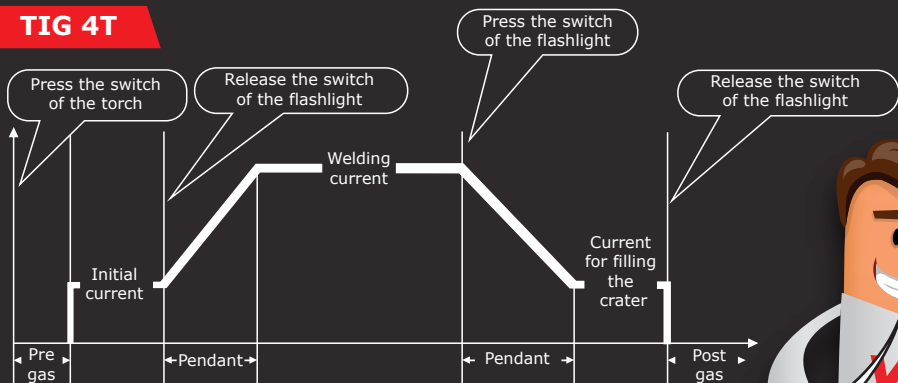 TIG 4T
Press the switch
of the torch
Release the switch
of the flashlight
Press the switch
of the flashlight
Release the switch
of the flashlight
Welding
current
Initial
current
Current
for filling
the
crater
Pre
gas
Pendant
Pendant
Post
gas